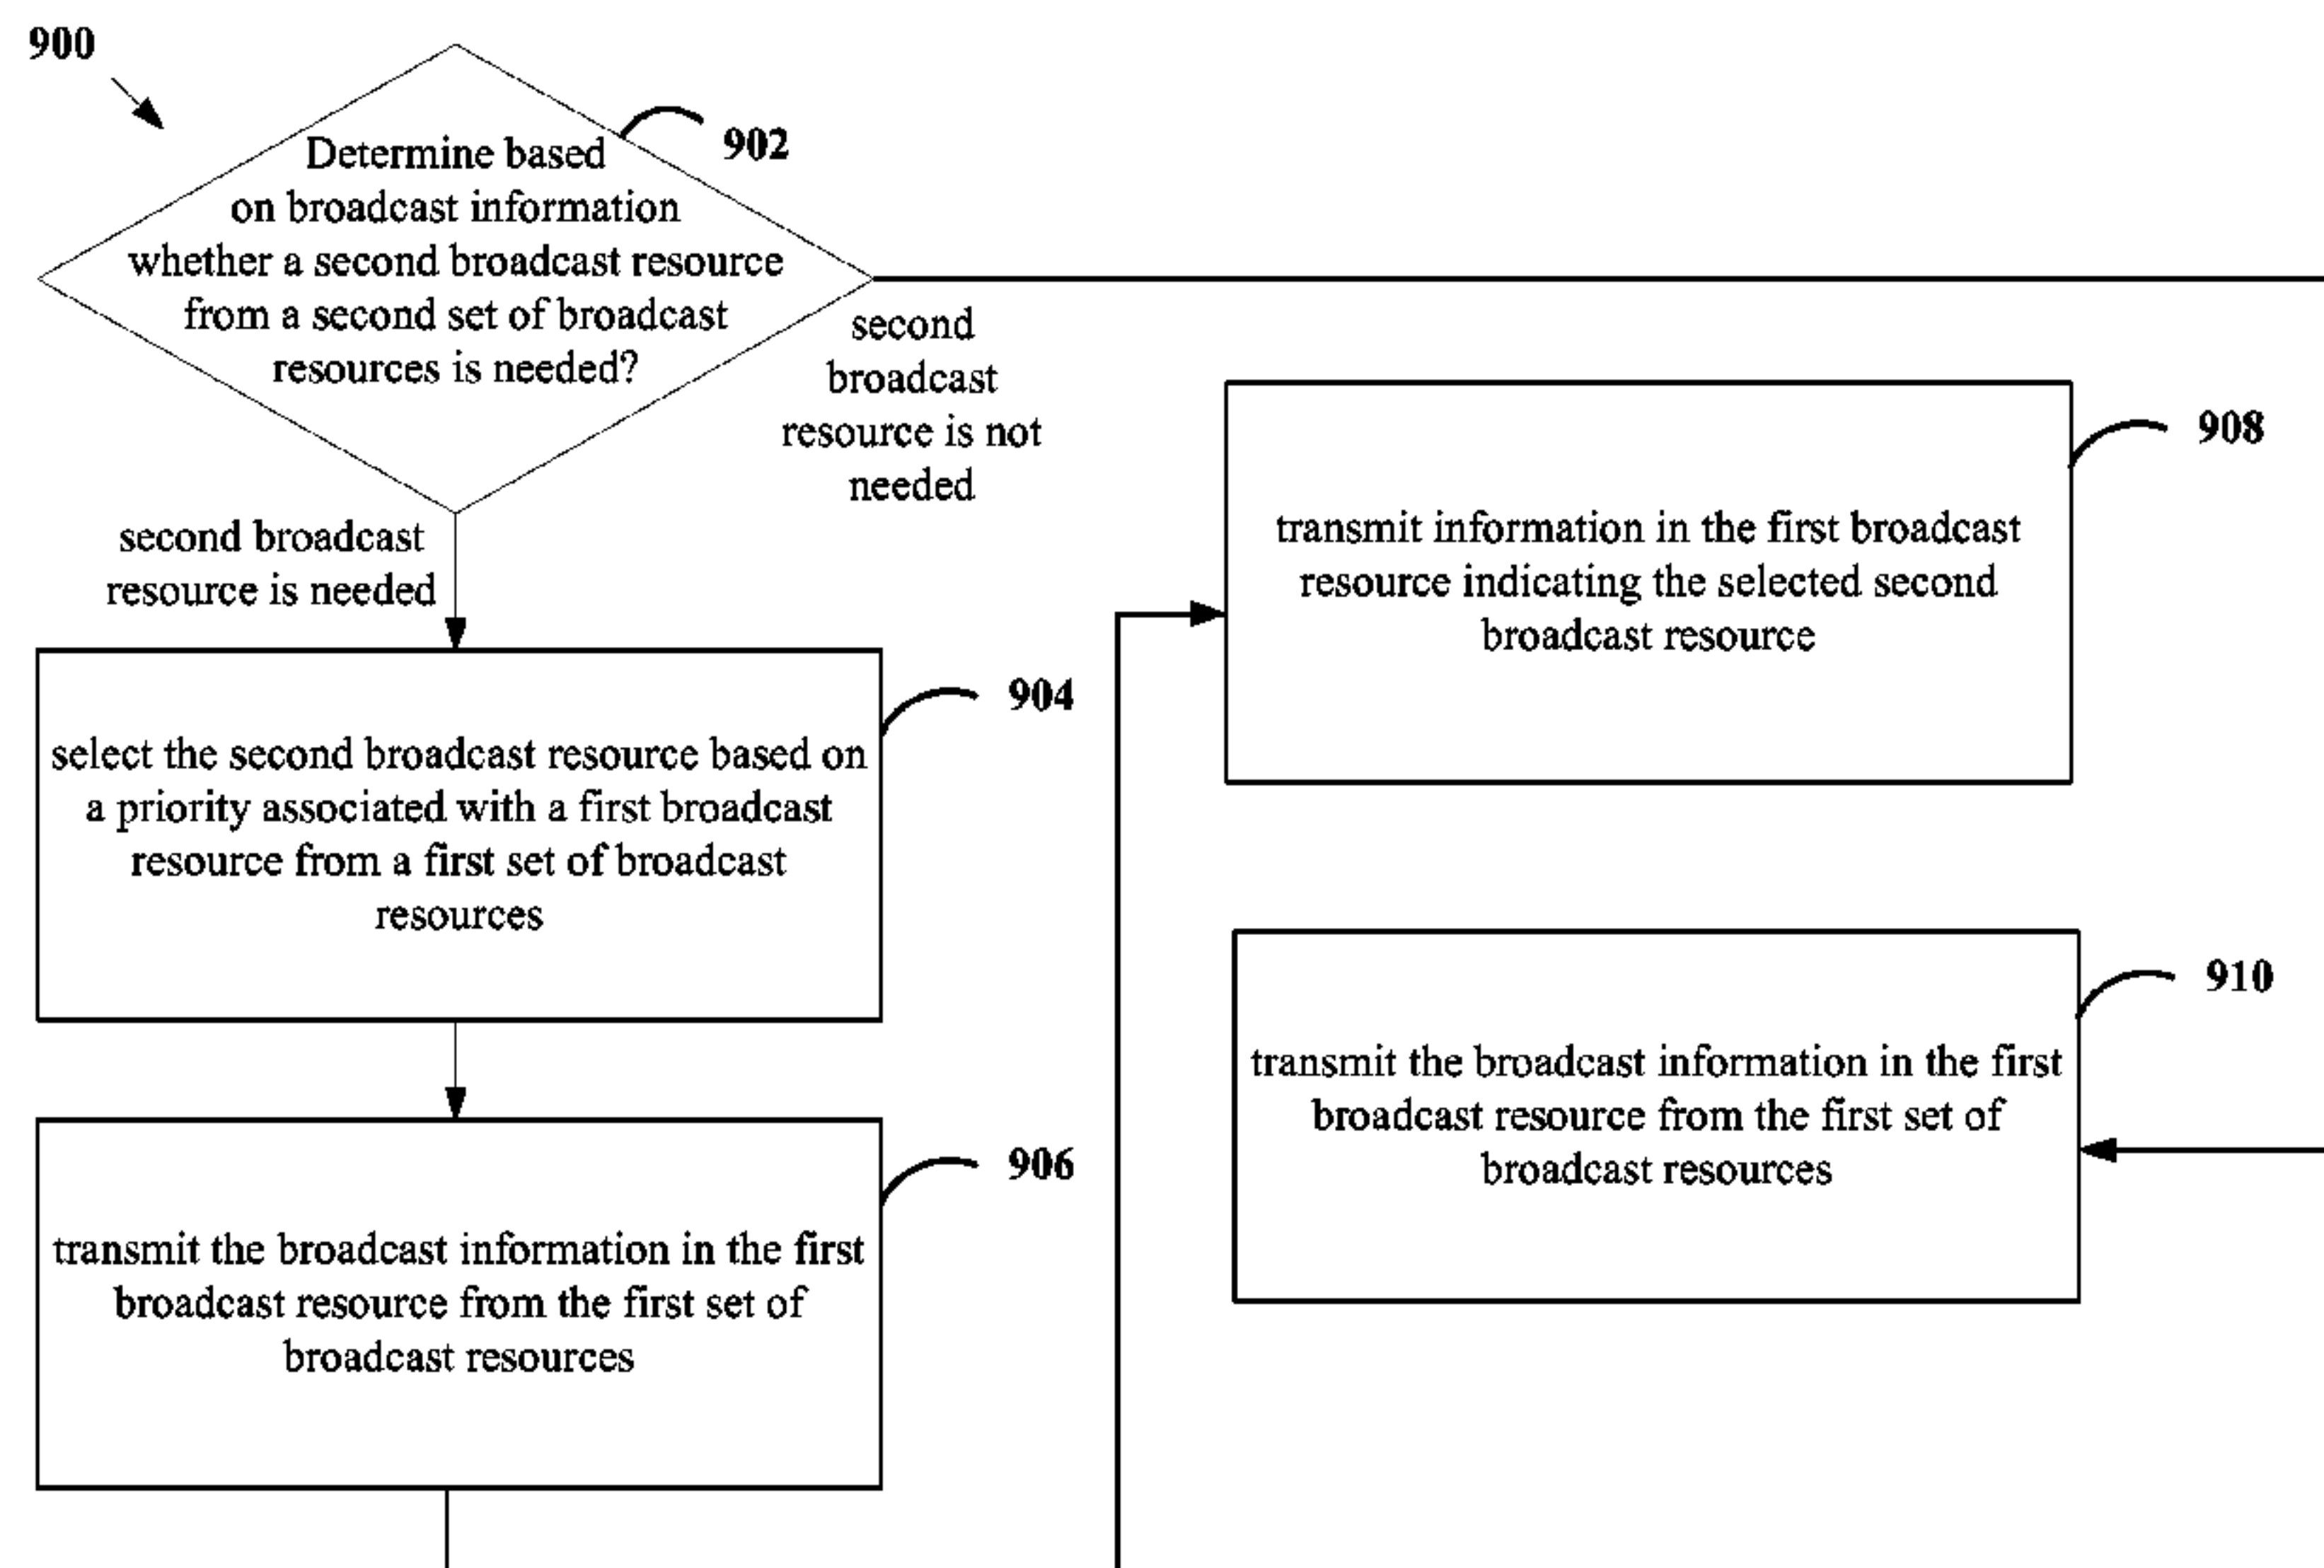 900
Determine based
on broadcast information
whether a second broadcast resource
from a second set of broadcast
resources is needed?
902
second
broadcast
resource is not
needed
second broadcast
resource is needed
select the second broadcast resource based on
a priority associated with a first broadcast
resource from a first set of broadcast
resources
904
transmit the broadcast information in the first
broadcast resource from the first set of
broadcast resources
906
transmit information in the first broadcast
resource indicating the selected second
broadcast resource
908
transmit the broadcast information in the first
broadcast resource from the first set of
broadcast resources
910